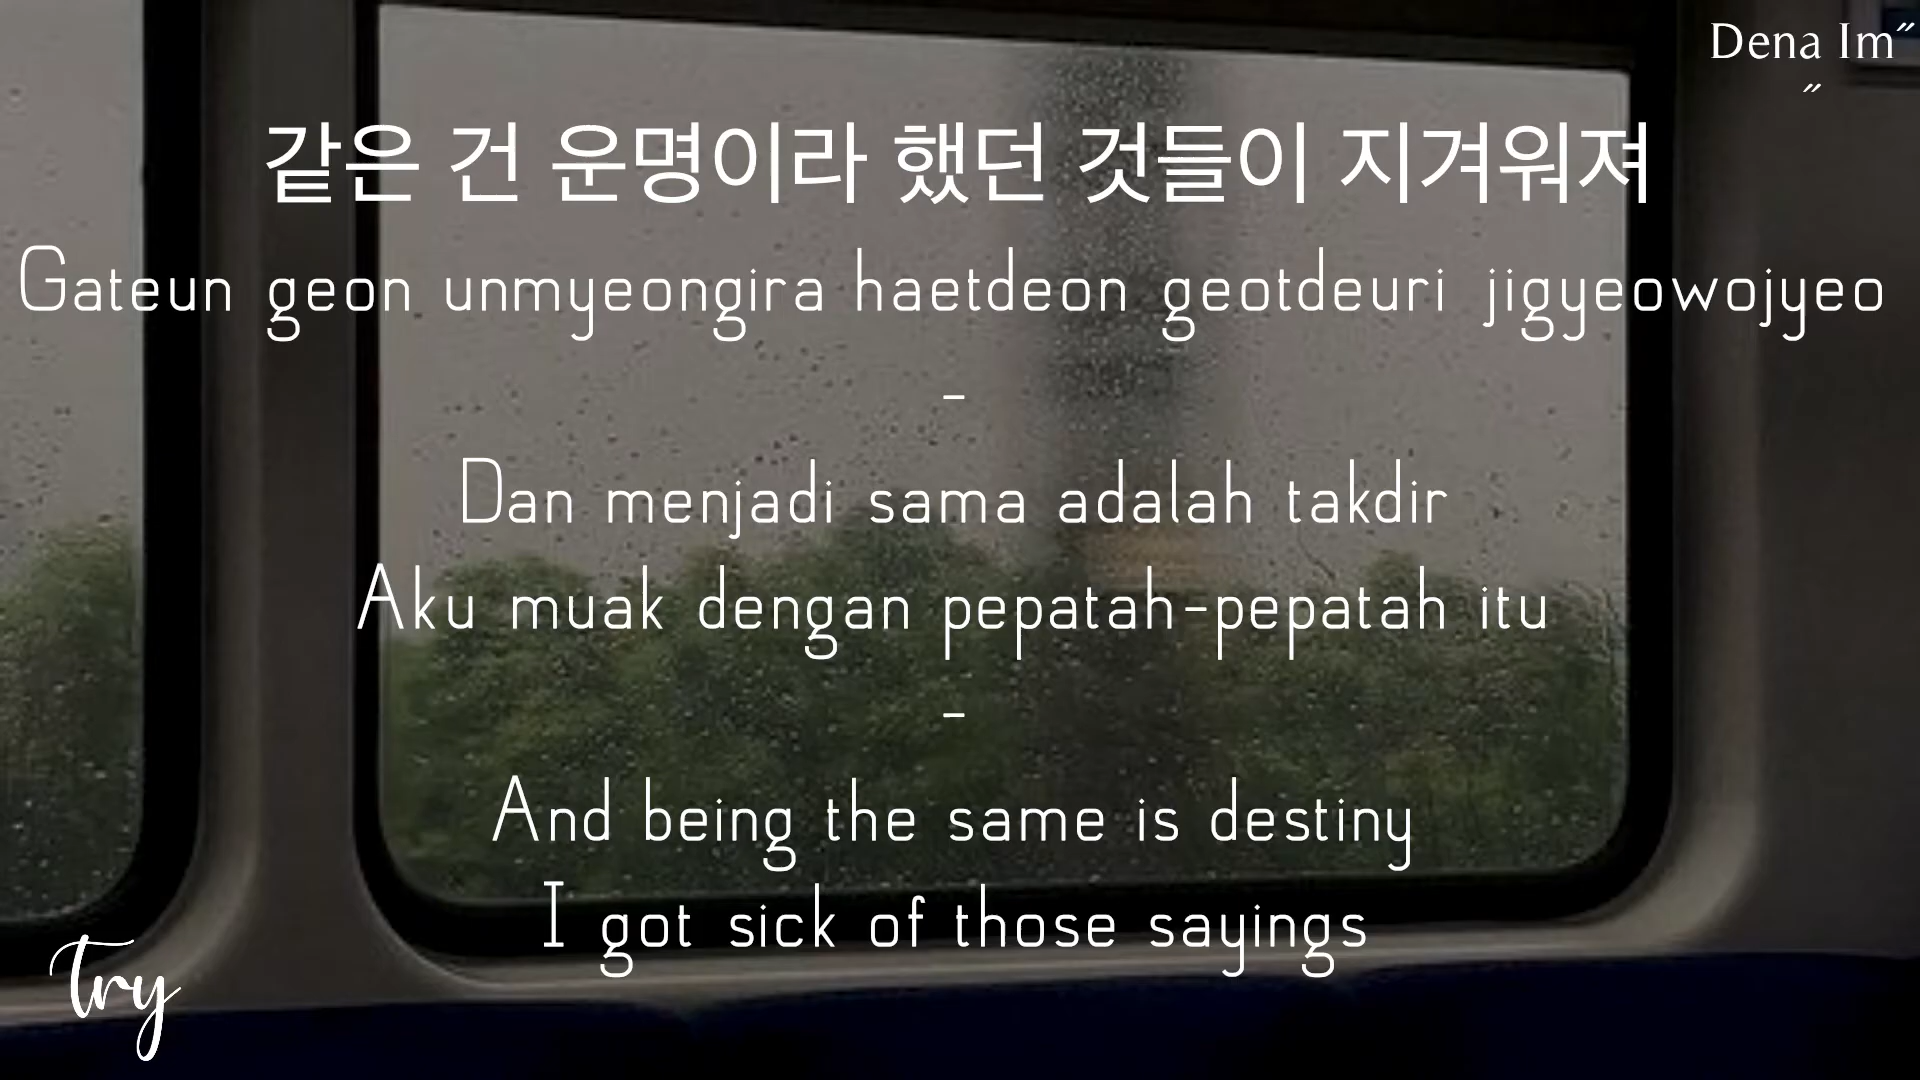 Dena Im″
″
같은 건 운명이라 했던 것들이 지겨워져
Gateun geon unmyeongira haetdeon geotdeuri jigyeowojyeo
-
Dan menjadi sama adalah takdir
Aku muak dengan pepatah-pepatah itu
-
And being the same is destiny
I got sick of those sayings
try